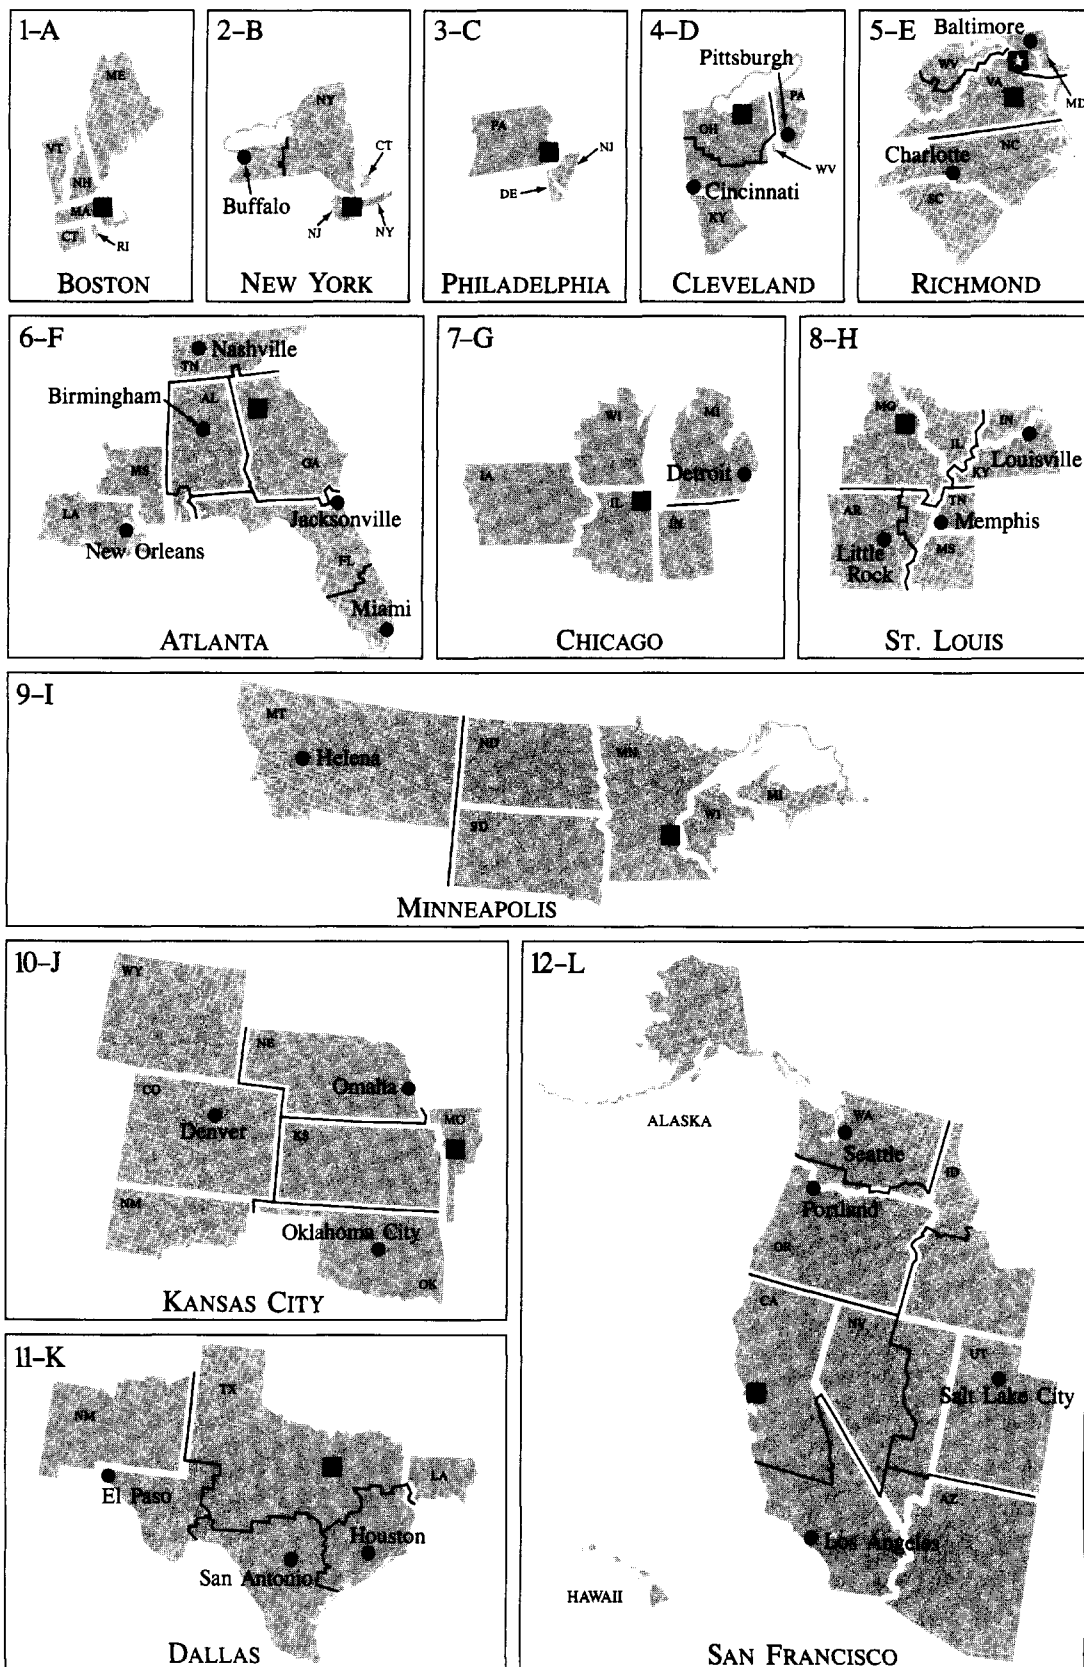 1–A
ME
VT
NH
MA
CT
RI
BOSTON
2–B
NY
CT
Buffalo
NJ
NY
NEW YORK
3–C
PA
NJ
DE
PHILADELPHIA
4–D
Pittsburgh
PA
OH
WV
Cincinnati
KY
CLEVELAND
5–E
Baltimore
WV
VA
MD
NC
Charlotte
SC
RICHMOND
6–F
Nashville
TN
Birmingham
AL
MS
GA
LA
Jacksonville
New Orleans
FL
Miami
ATLANTA
7–G
WI
MI
IA
Detroit
IL
IN
CHICAGO
8–H
MO
IN
IL
Louisville
KY
TN
AR
Memphis
Little
Rock
MS
ST. LOUIS
9–I
MT
ND
MN
Helena
MI
WI
SD
MINNEAPOLIS
10–J
WY
NE
CO
Omaha
MO
Denver
KS
NM
Oklahoma City
OK
KANSAS CITY
11–K
TX
NM
LA
El Paso
Houston
San Antonio
DALLAS
12–L
ALASKA
WA
Seattle
ID
Portland
OR
CA
NV
UT
Salt Lake City
AZ
Los Angeles
HAWAII
SAN FRANCISCO